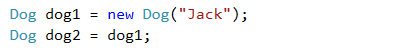 Dog dog1 = new Dog("Jack");
Dog dog2 = dog1;